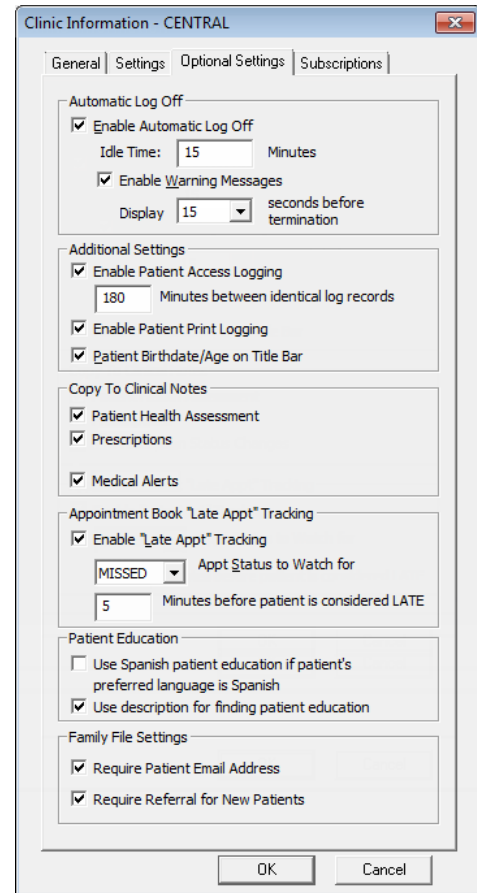 Clinic Information - CENTRAL
General Settings Optional Settings Subscriptions
Automatic Log Off
Enable Automatic Log Off
Idle Time: 15 Minutes
Enable Warning Messages
Display 15 seconds before
termination
Additional Settings
Enable Patient Access Logging
180 Minutes between identical log records
Enable Patient Print Logging
Patient Birthdate/Age on Title Bar
Copy To Clinical Notes
Patient Health Assessment
Prescriptions
Medical Alerts
Appointment Book "Late Appt" Tracking
Enable "Late Appt" Tracking
MISSED Appt Status to Watch for
5 Minutes before patient is considered LATE
Patient Education
Use Spanish patient education if patient's
preferred language is Spanish
Use description for finding patient education
Family File Settings
Require Patient Email Address
Require Referral for New Patients
OK Cancel